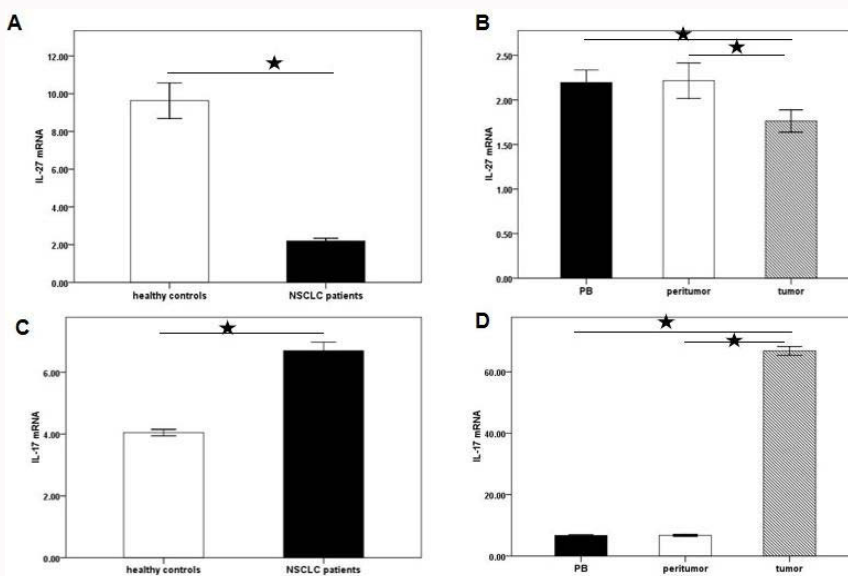 A
IL-27 mRNA
12.00
10.00
8.00
6.00
4.00
2.00
0.00
healthy controls NSCLC patients
B
IL-27 mRNA
2.50
2.00
1.50
1.00
0.50
0.00
PB peritumor tumor
C
IL-17 mRNA
6.00
4.00
2.00
0.00
healthy controls NSCLC patients
D
IL-17 mRNA
60.00
40.00
20.00
0.00
PB peritumor tumor